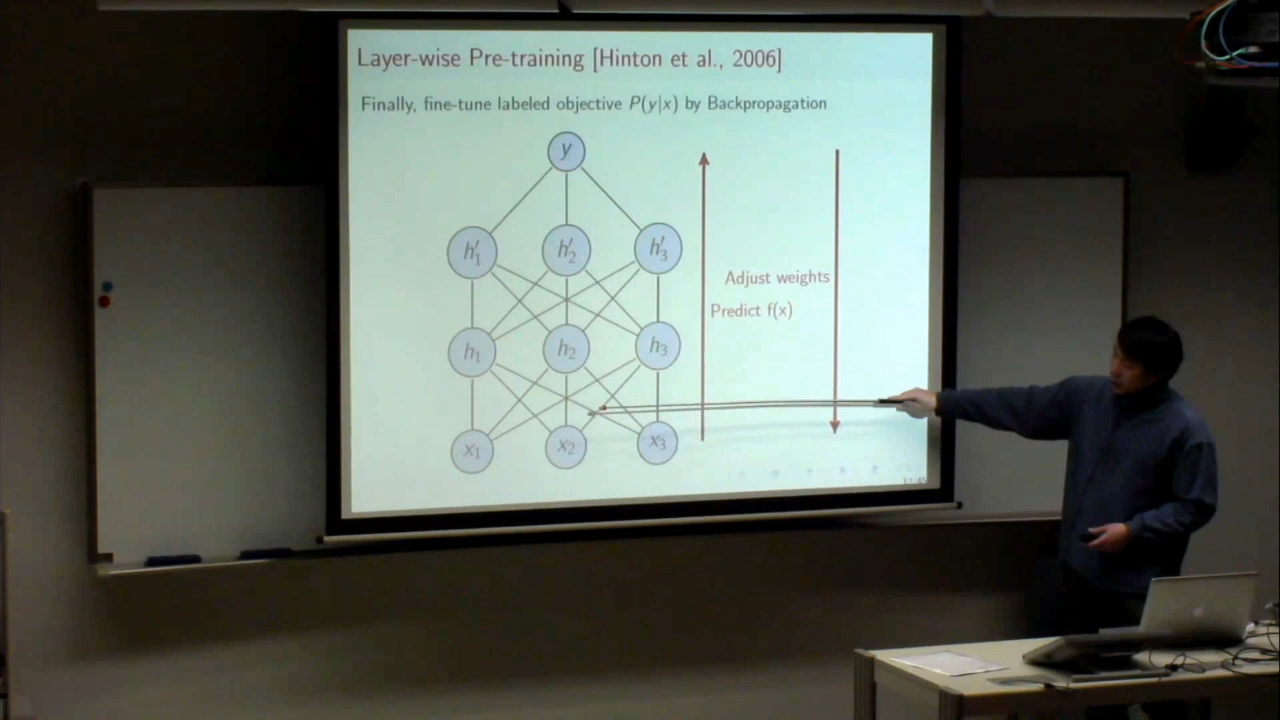 Layer-wise Pre-training [Hinton et al., 2006]
Finally, fine-tune labeled objective P(y|x) by Backpropagation
y
h′₁ h′₂ h′₃
Adjust weights
Predict f(x)
h₁ h₂ h₃
x₁ x₂ x₃